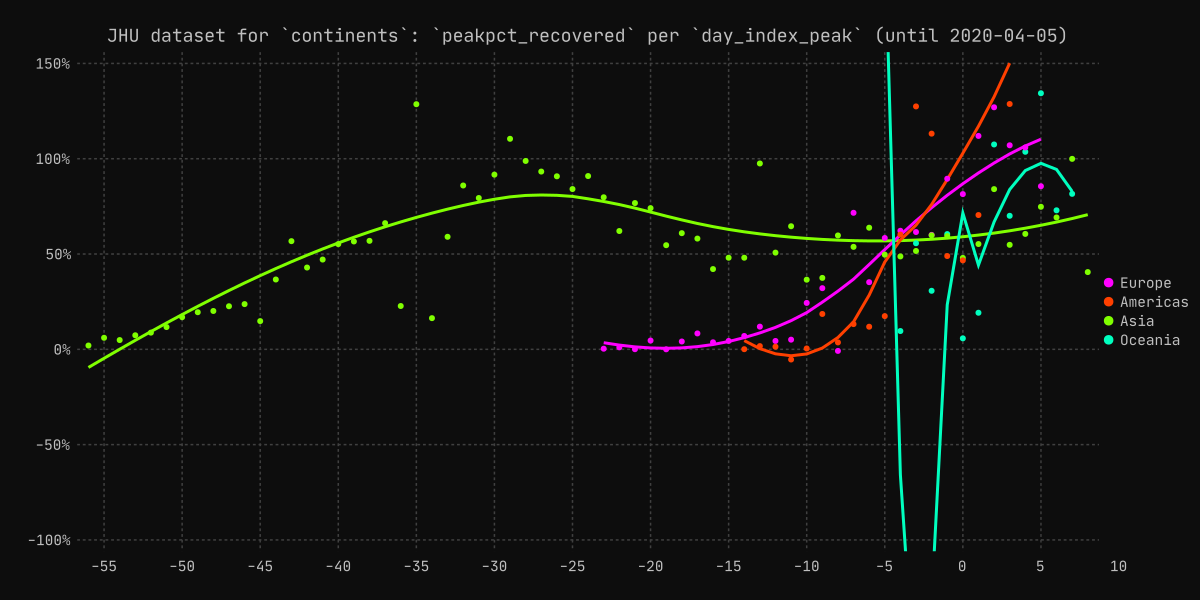 JHU dataset for `continents`: `peakpct_recovered` per `day_index_peak` (until 2020-04-05)
150%
100%
50%
0%
-50%
-100%
-55 -50 -45 -40 -35 -30 -25 -20 -15 -10 -5 0 5 10
Europe
Americas
Asia
Oceania